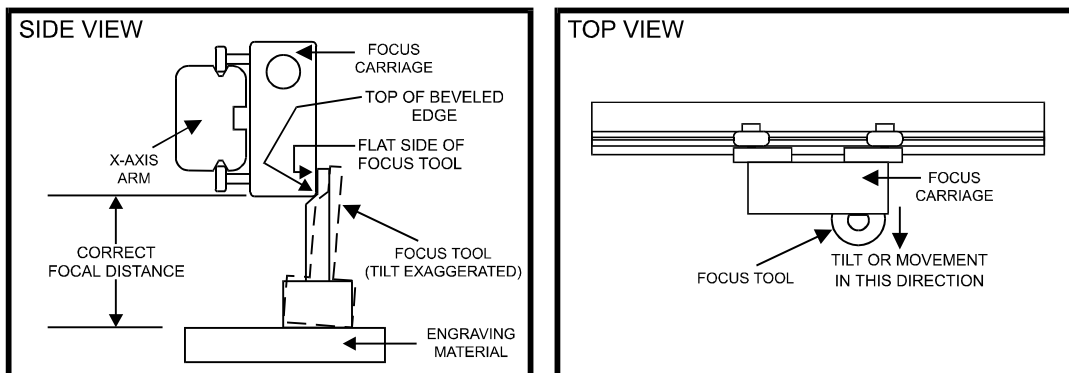 SIDE VIEW
FOCUS
CARRIAGE
TOP OF BEVELED
EDGE
FLAT SIDE OF
FOCUS TOOL
X-AXIS
ARM
CORRECT
FOCAL DISTANCE
FOCUS TOOL
(TILT EXAGGERATED)
ENGRAVING
MATERIAL
TOP VIEW
FOCUS
CARRIAGE
FOCUS TOOL
TILT OR MOVEMENT
IN THIS DIRECTION